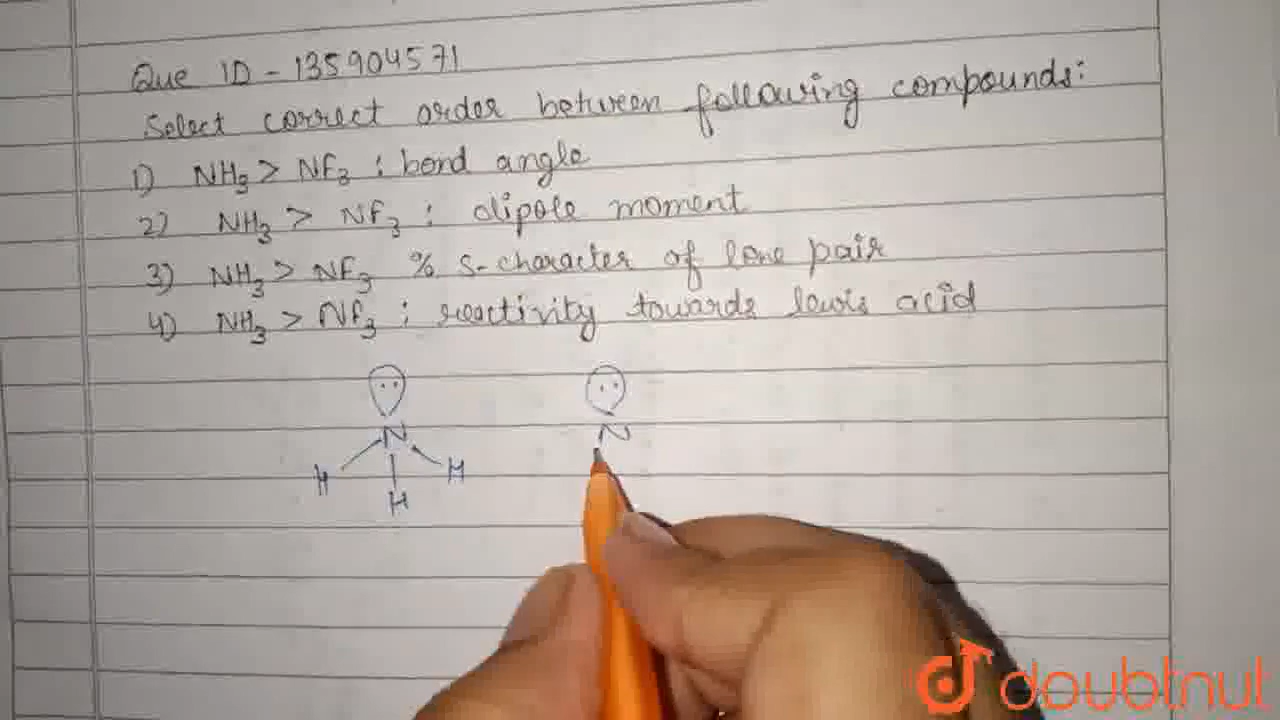 Que ID - 135904571
Select correct order between following compounds:
1) NH₃ > NF₃ : bond angle
2) NH₃ > NF₃ : dipole moment
3) NH₃ > NF₃ % s-character of lone pair
4) NH₃ > NF₃ ; reactivity towards lewis acid
N N
H H
H
doubtnut